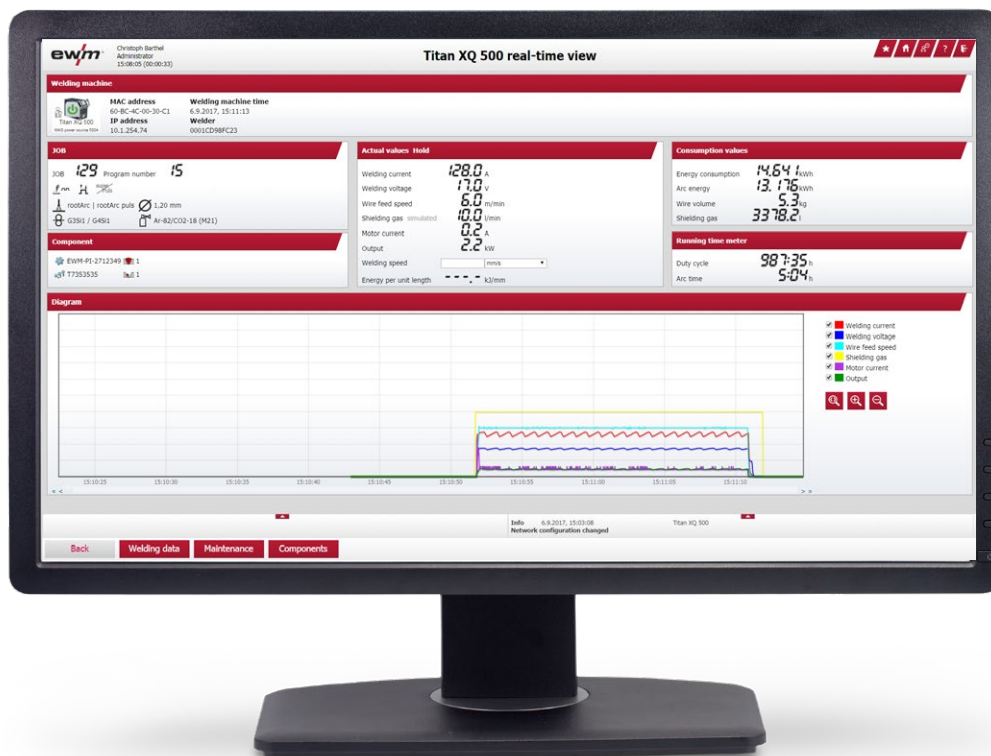 ewm
Christoph Barthel
Administrator
15:08:05 (00:00:33)
Titan XQ 500 real-time view
Welding machine
Titan XQ 500
MAC address
60-BC-4C-00-30-C1
IP address
10.1.254.74
Welding machine time
6.9.2017, 15:11:13
Welder
0001CD98FC23
JOB
JOB 129 Program number 15
rootArc | rootArc puls 1,20 mm
G3Si1 / G4Si1 Ar-82/CO2-18 (M21)
Component
EWM-PI-2712349 1
T7353535 1
Actual values Hold
Welding current 128.0 A
Welding voltage 17.0 V
Wire feed speed 6.0 m/min
Shielding gas simulated 10.0 l/min
Motor current 0.2 A
Output 2.2 kW
Welding speed mm/s
Energy per unit length ---.- kJ/mm
Consumption values
Energy consumption 14.641 kWh
Arc energy 13.176 kWh
Wire volume 5.3 kg
Shielding gas 3378.2 l
Running time meter
Duty cycle 987:35 h
Arc time 5:04 h
Diagram
Welding current
Welding voltage
Wire feed speed
Shielding gas
Motor current
Output
15:10:25 15:10:30 15:10:35 15:10:40 15:10:45 15:10:50 15:10:55 15:11:00 15:11:05 15:11:10
<< >>
Info 6.9.2017, 15:03:08 Titan XQ 500
Network configuration changed
Back Welding data Maintenance Components